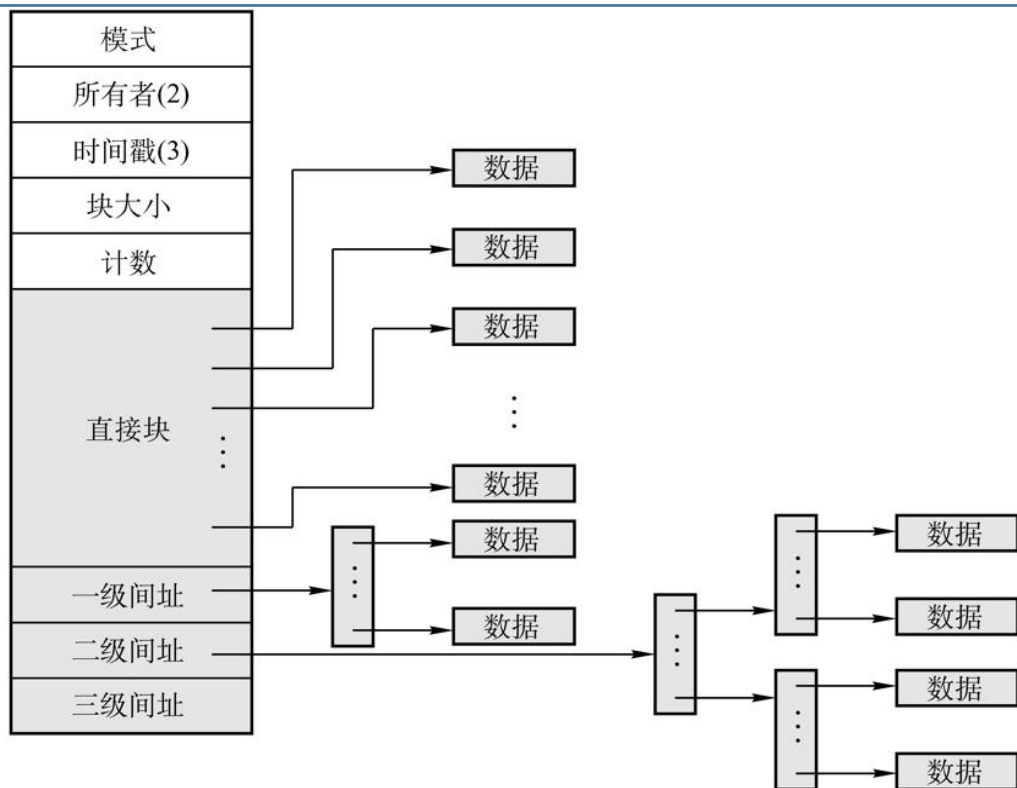 模式
所有者(2)
时间戳(3)
块大小
计数
直接块
一级间址
二级间址
三级间址
数据
数据
数据
数据
数据
数据
数据
数据
数据
数据